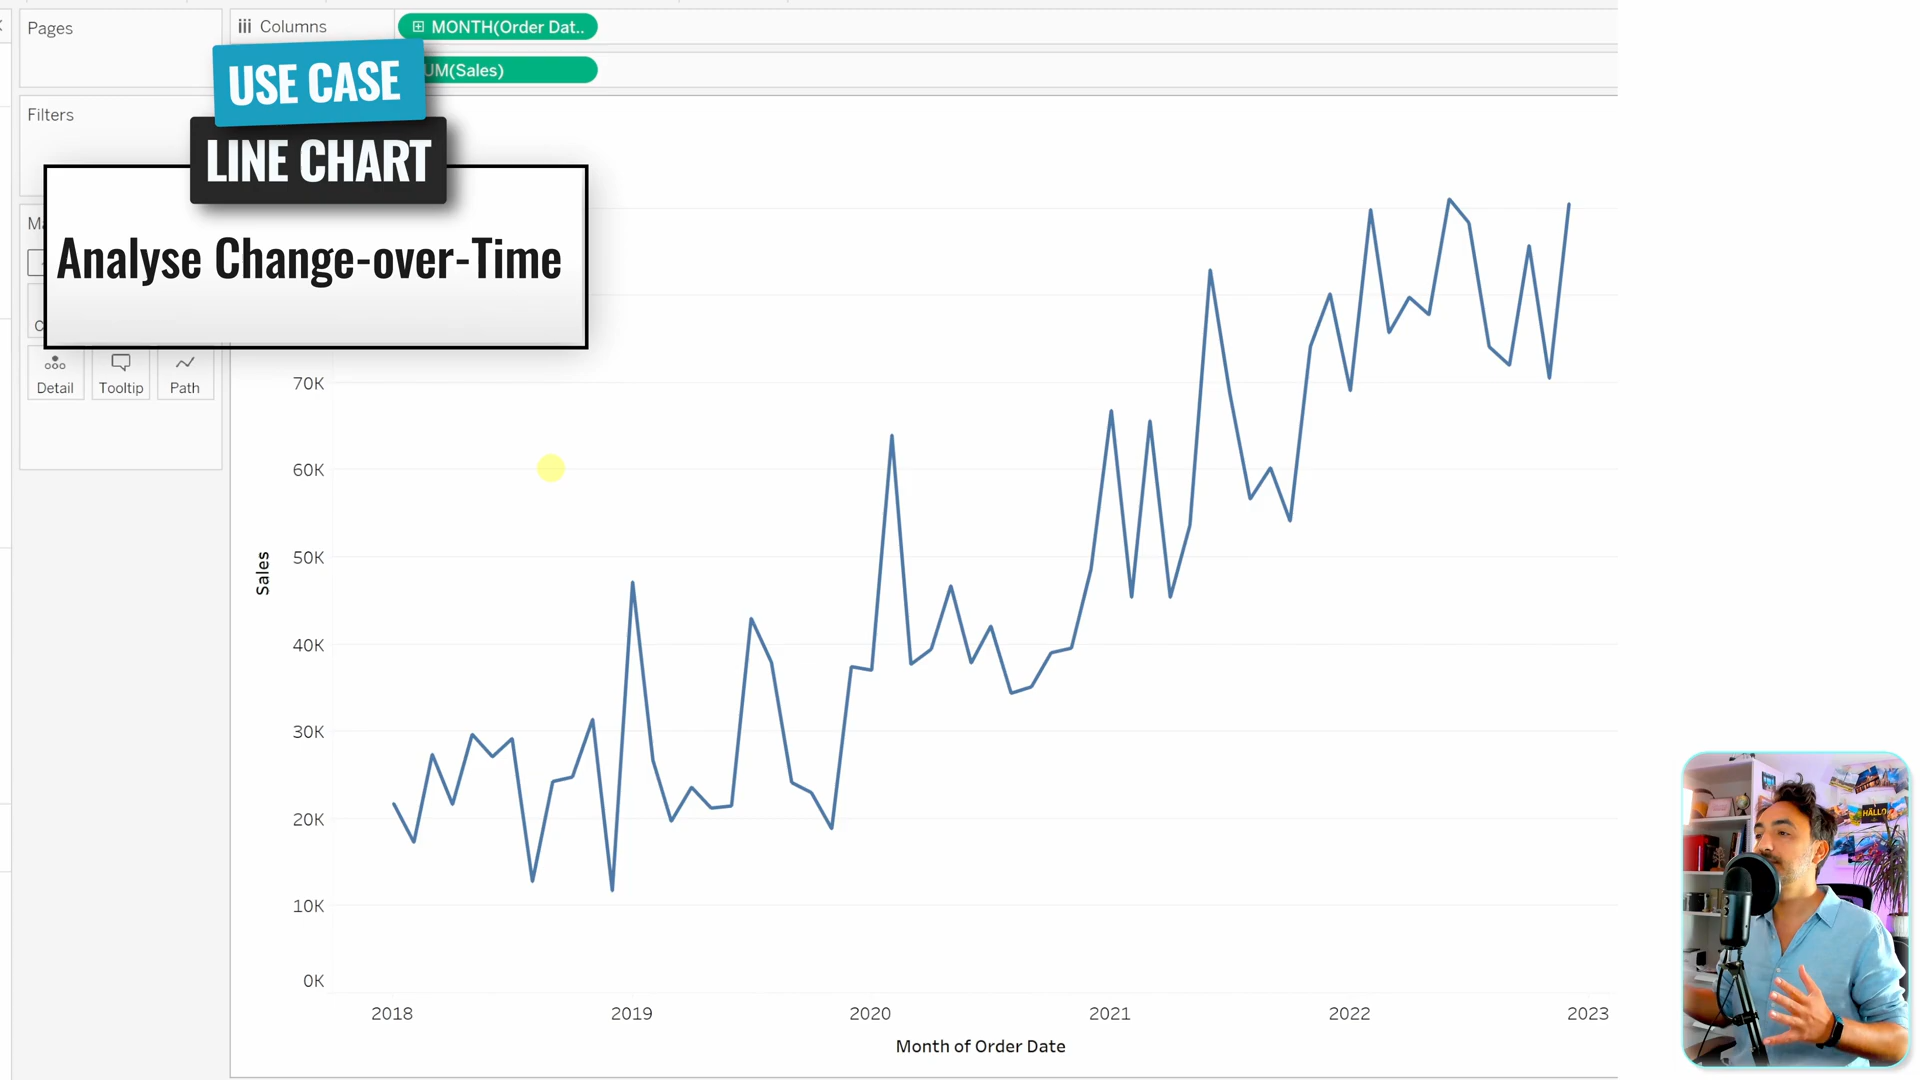 Pages
Columns
MONTH(Order Dat..
UM(Sales)
USE CASE
Filters
LINE CHART
Analyse Change-over-Time
Detail
Tooltip
Path
70K
60K
50K
40K
30K
20K
10K
0K
Sales
2018
2019
2020
2021
2022
2023
Month of Order Date
HALLO